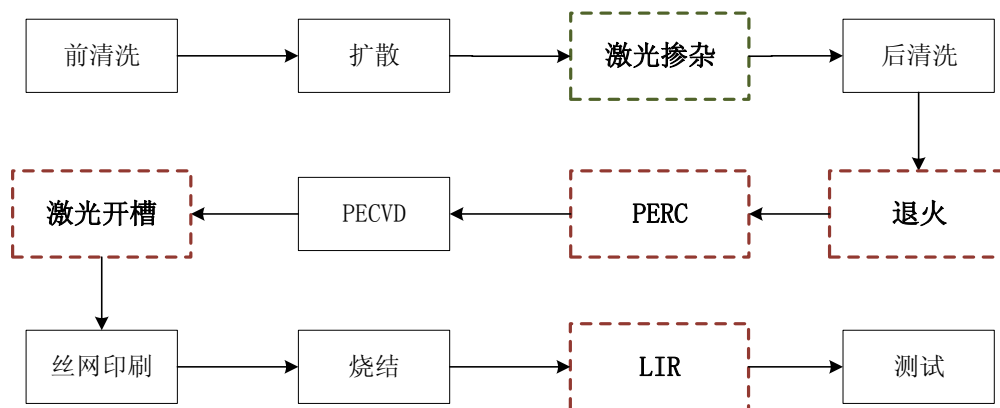 前清洗
扩散
激光掺杂
后清洗
激光开槽
PECVD
PERC
退火
丝网印刷
烧结
LIR
测试